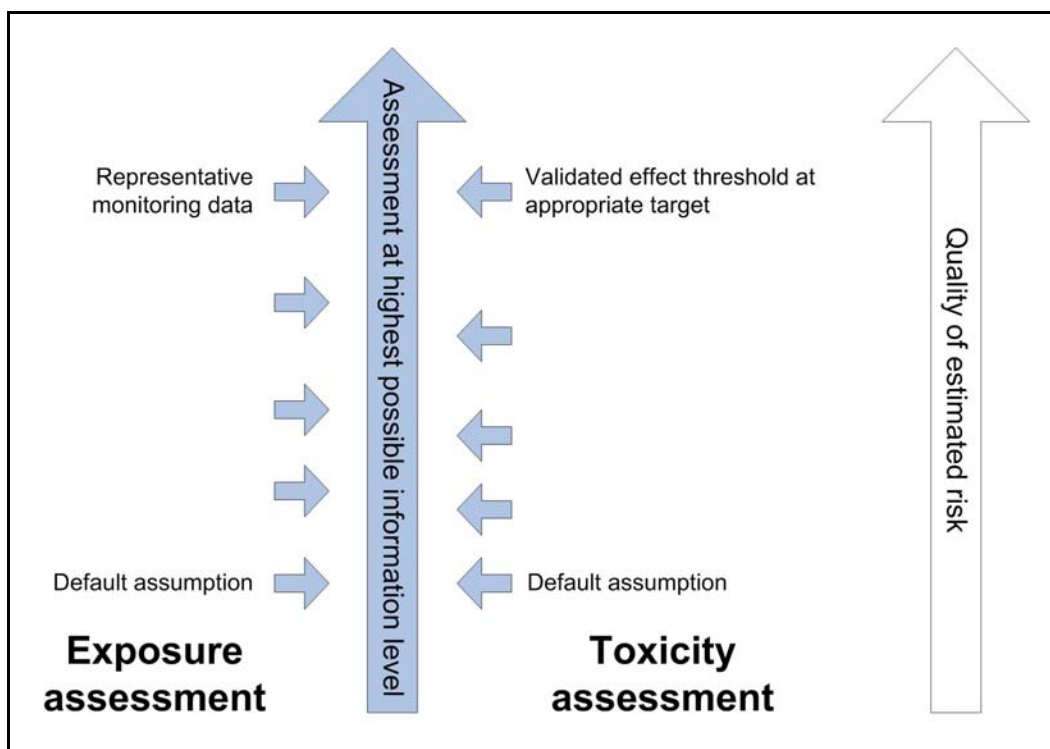 Representative
monitoring data
Default assumption
Exposure
assessment
Assessment at highest possible information level
Validated effect threshold at
appropriate target
Default assumption
Toxicity
assessment
Quality of estimated risk